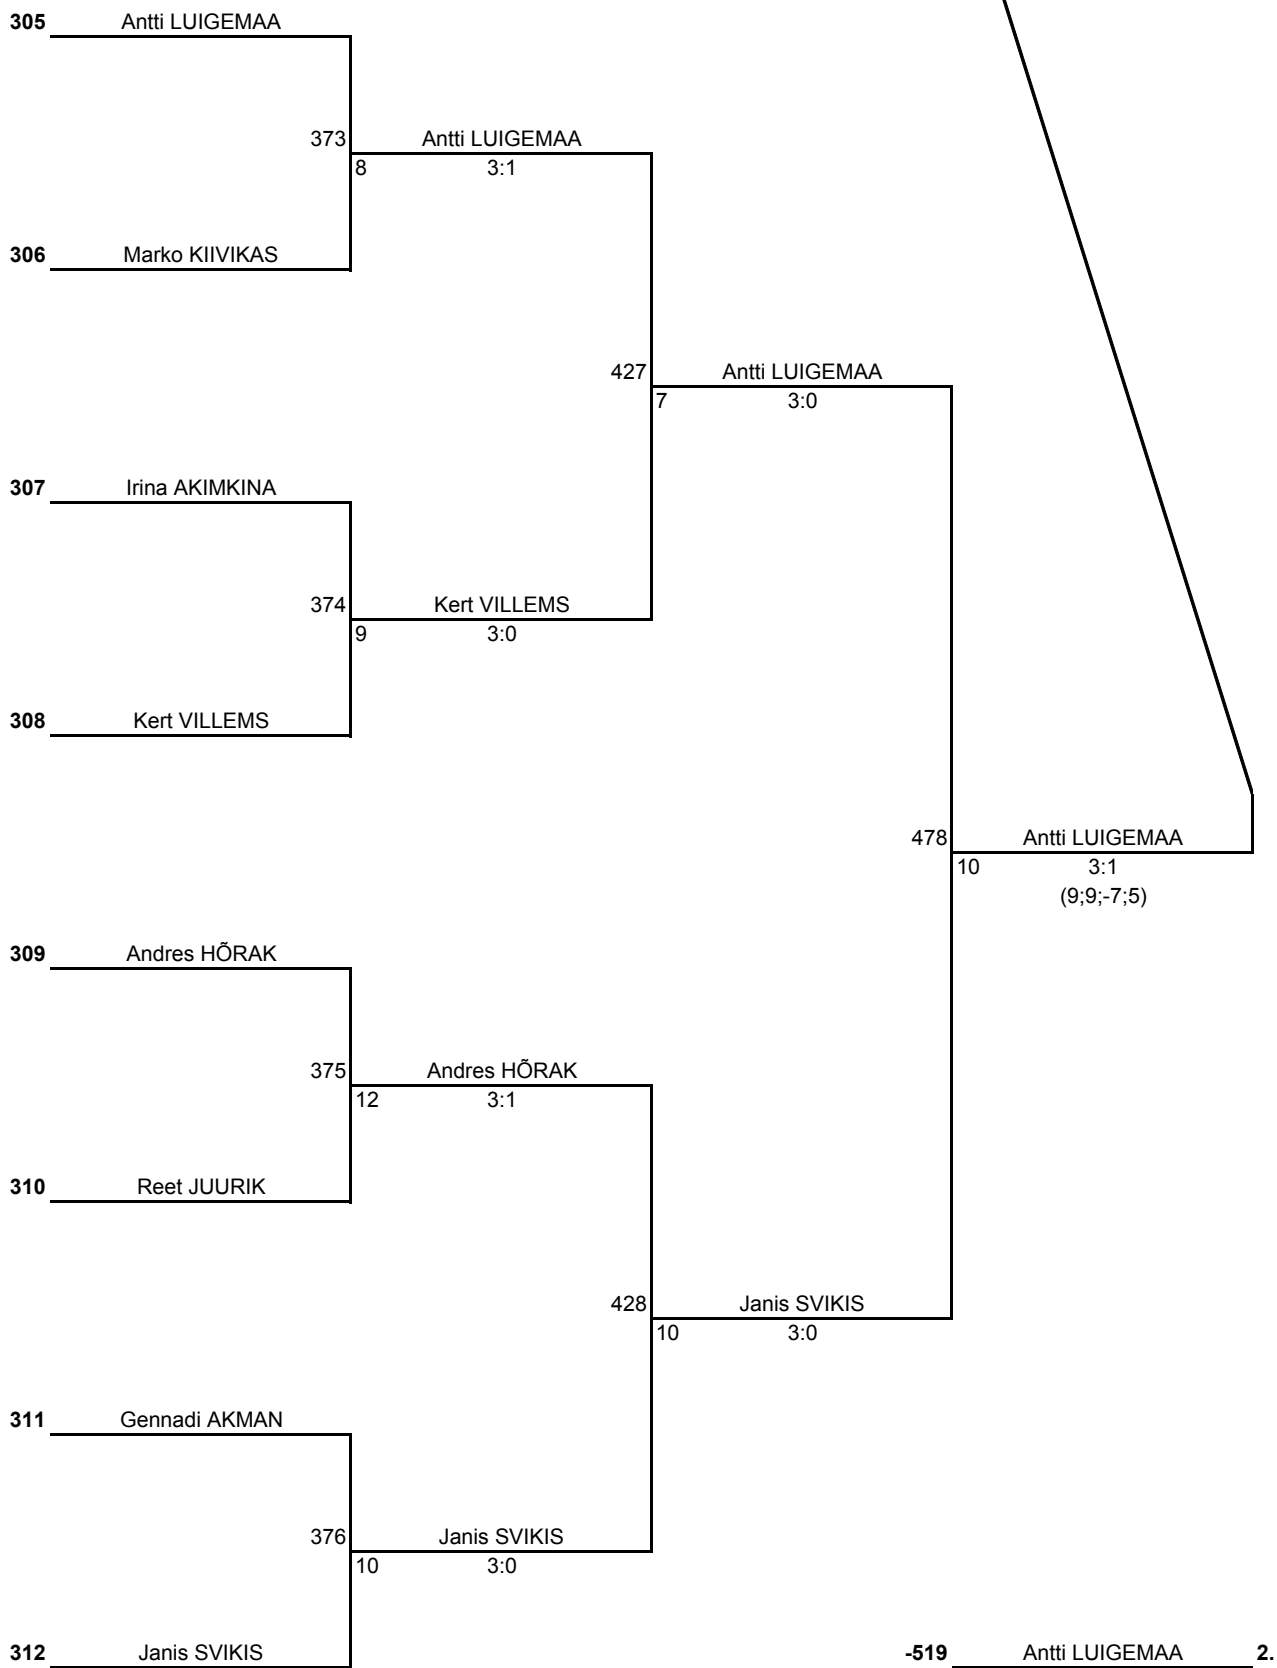 305 Antti LUIGEMAA
373 Antti LUIGEMAA
8 3:1
306 Marko KIIVIKAS
427 Antti LUIGEMAA
7 3:0
307 Irina AKIMKINA
374 Kert VILLEMS
9 3:0
308 Kert VILLEMS
478 Antti LUIGEMAA
10 3:1
(9;9;-7;5)
309 Andres HÕRAK
375 Andres HÕRAK
12 3:1
310 Reet JUURIK
428 Janis SVIKIS
10 3:0
311 Gennadi AKMAN
376 Janis SVIKIS
10 3:0
312 Janis SVIKIS
-519 Antti LUIGEMAA 2.